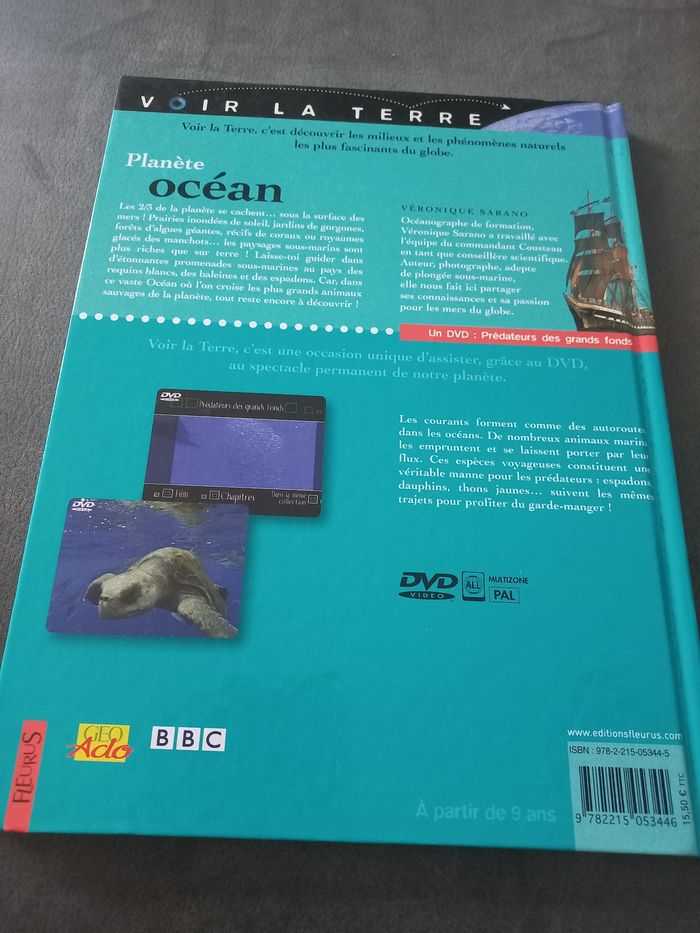 VOIR LA TERRE
Voir la Terre, c'est découvrir les milieux et les phénomènes naturels
les plus fascinants du globe.
Planète
océan
Les 2/3 de la planète se cachent... sous la surface des
mers ! Prairies inondées de soleil, jardins de gorgones,
forêts d'algues géantes, récifs de coraux ou royaumes
glacés des manchots... les paysages sous-marins sont
plus riches que sur terre ! Laisse-toi guider dans
d'étonnantes promenades sous-marines au pays des
requins blancs, des baleines et des espadons. Car, dans
ce vaste Océan où l'on croise les plus grands animaux
sauvages de la planète, tout reste encore à découvrir !
VÉRONIQUE SARANO
Océanographe de formation,
Véronique Sarano a travaillé avec
l'équipe du commandant Cousteau
en tant que conseillère scientifique.
Auteur, photographe, adepte
de plongée sous-marine,
elle nous fait ici partager
ses connaissances et sa passion
pour les mers du globe.
Un DVD : Prédateurs des grands fonds
Voir la Terre, c'est une occasion unique d'assister, grâce au DVD,
au spectacle permanent de notre planète.
DVD
Prédateurs des grands fonds
Film
Chapitres
Dans la même
collection
DVD
Les courants forment comme des autoroutes
dans les océans. De nombreux animaux marins
les empruntent et se laissent porter par leur
flux. Ces espèces voyageuses constituent une
véritable manne pour les prédateurs : espadons,
dauphins, thons jaunes... suivent les mêmes
trajets pour profiter du garde-manger !
DVD
VIDEO
ALL
MULTIZONE
PAL
FLEURUS
GEO
Ado
BBC
www.editionsfleurus.com
ISBN : 978-2-215-05344-5
9 782215 053446
15,50 € TTC
À partir de 9 ans